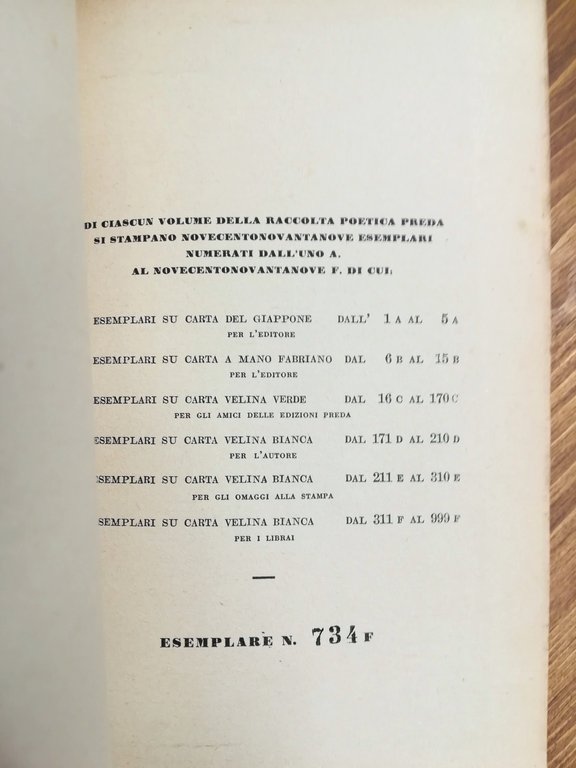 DI CIASCUN VOLUME DELLA RACCOLTA POETICA PREDA
SI STAMPANO NOVECENTONOVANTANOVE ESEMPLARI
NUMERATI DALL'UNO A.
AL NOVECENTONOVANTANOVE F. DI CUI:
ESEMPLARI SU CARTA DEL GIAPPONE DALL' 1 A AL 5 A
PER L'EDITORE
ESEMPLARI SU CARTA A MANO FABRIANO DAL 6 B AL 15 B
PER L'EDITORE
ESEMPLARI SU CARTA VELINA VERDE DAL 16 C AL 170 C
PER GLI AMICI DELLE EDIZIONI PREDA
ESEMPLARI SU CARTA VELINA BIANCA DAL 171 D AL 210 D
PER L'AUTORE
ESEMPLARI SU CARTA VELINA BIANCA DAL 211 E AL 310 E
PER GLI OMAGGI ALLA STAMPA
SEMPLARI SU CARTA VELINA BIANCA DAL 311 F AL 999 F
PER I LIBRAI
ESEMPLARE N. 734 F